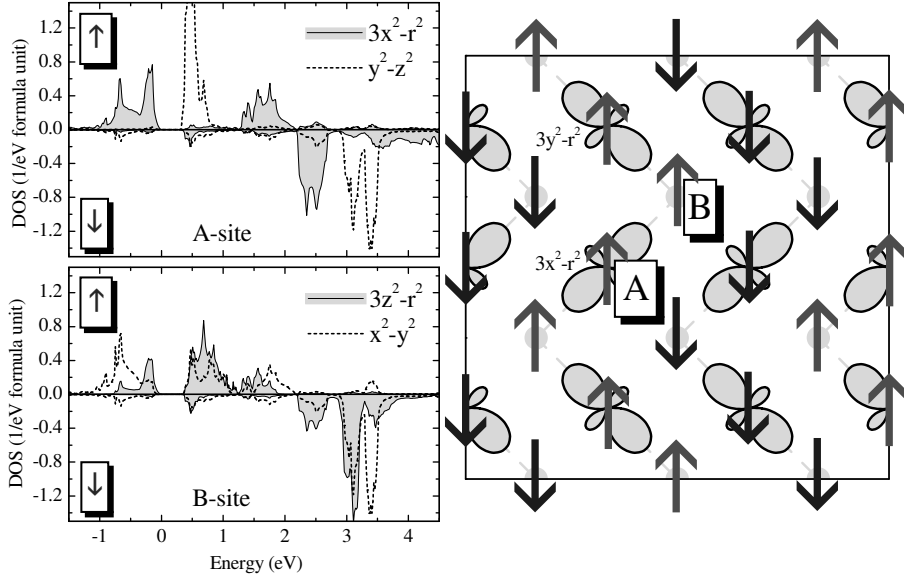 ↑
3x²-r²
y²-z²
1.2
0.8
0.4
0.0
-0.4
-0.8
-1.2
DOS (1/eV formula unit)
↓
A-site
↑
3z²-r²
x²-y²
1.2
0.8
0.4
0.0
-0.4
-0.8
-1.2
DOS (1/eV formula unit)
↓
B-site
-1 0 1 2 3 4
Energy (eV)
3y²-r²
B
3x²-r²
A